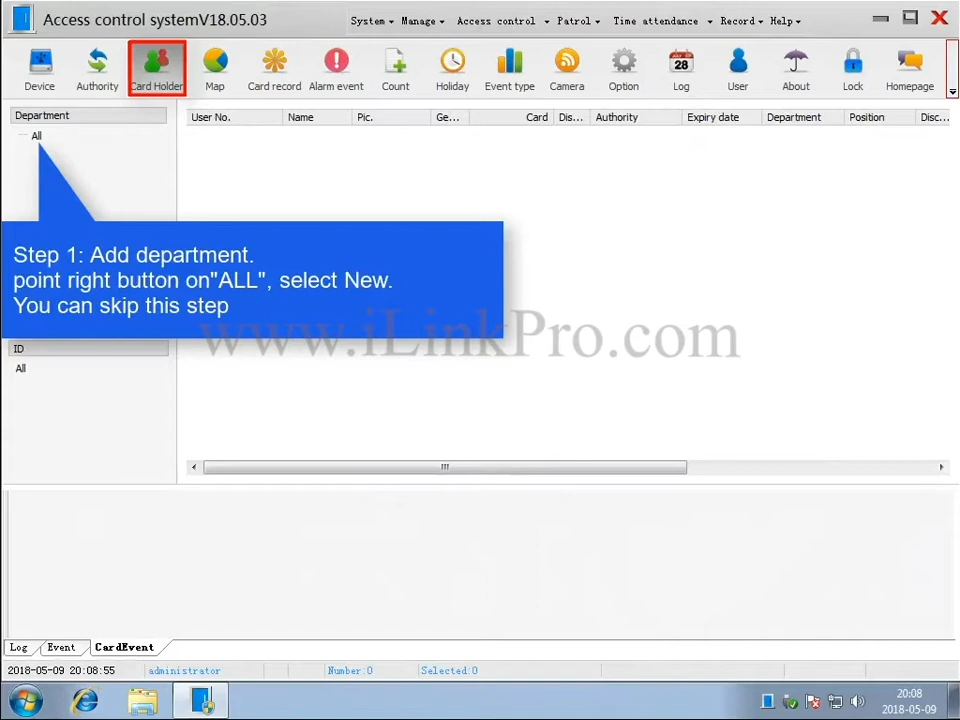 Access control systemV18.05.03
System Manage Access control Patrol Time attendance Record Help
Device Authority Card Holder Map Card record Alarm event Count Holiday Event type Camera Option Log User About Lock Homepage
28
Department
All
User No. Name Pic. Ge... Card Dis... Authority Expiry date Department Position Disc...
Step 1: Add department.
point right button on"ALL", select New.
You can skip this step
www.iLinkPro.com
ID
All
Log Event CardEvent
2018-05-09 20:08:55 administrator Number:0 Selected:0
20:08
2018-05-09